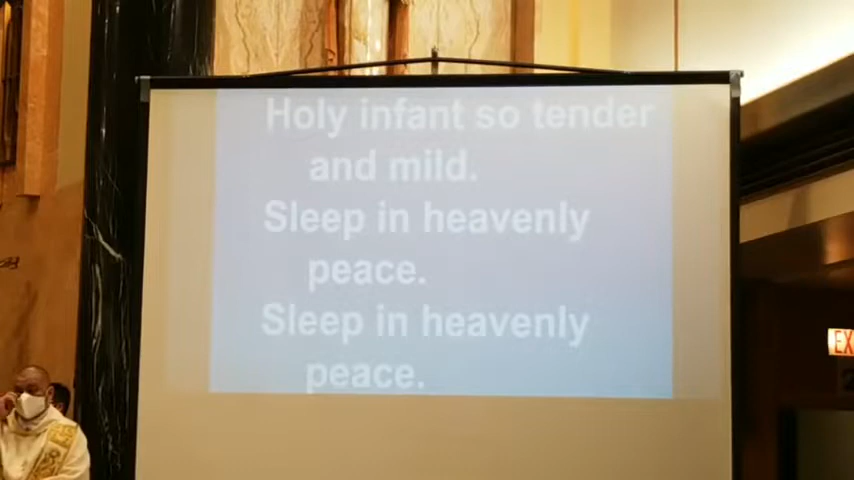 Holy infant so tender
and mild.
Sleep in heavenly
peace.
Sleep in heavenly
peace.
EX